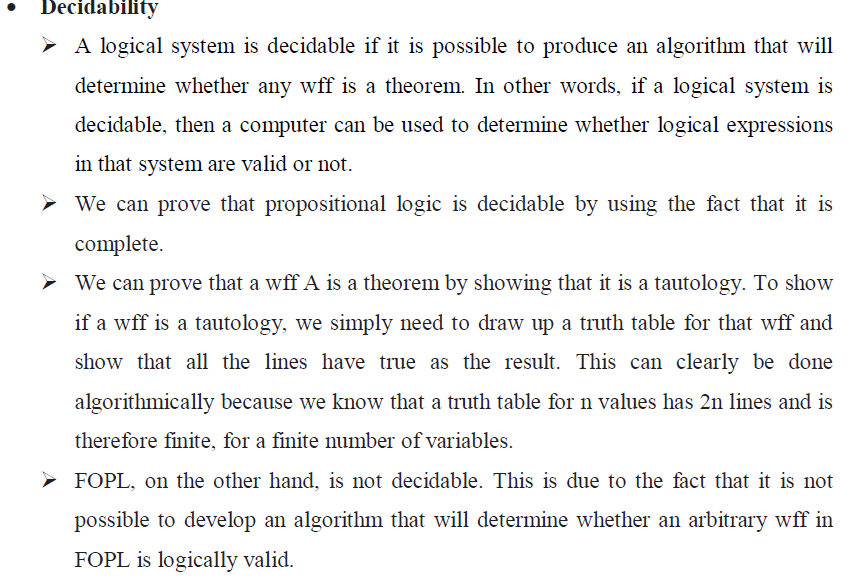 • Decidability
➢ A logical system is decidable if it is possible to produce an algorithm that will
determine whether any wff is a theorem. In other words, if a logical system is
decidable, then a computer can be used to determine whether logical expressions
in that system are valid or not.
➢ We can prove that propositional logic is decidable by using the fact that it is
complete.
➢ We can prove that a wff A is a theorem by showing that it is a tautology. To show
if a wff is a tautology, we simply need to draw up a truth table for that wff and
show that all the lines have true as the result. This can clearly be done
algorithmically because we know that a truth table for n values has 2n lines and is
therefore finite, for a finite number of variables.
➢ FOPL, on the other hand, is not decidable. This is due to the fact that it is not
possible to develop an algorithm that will determine whether an arbitrary wff in
FOPL is logically valid.